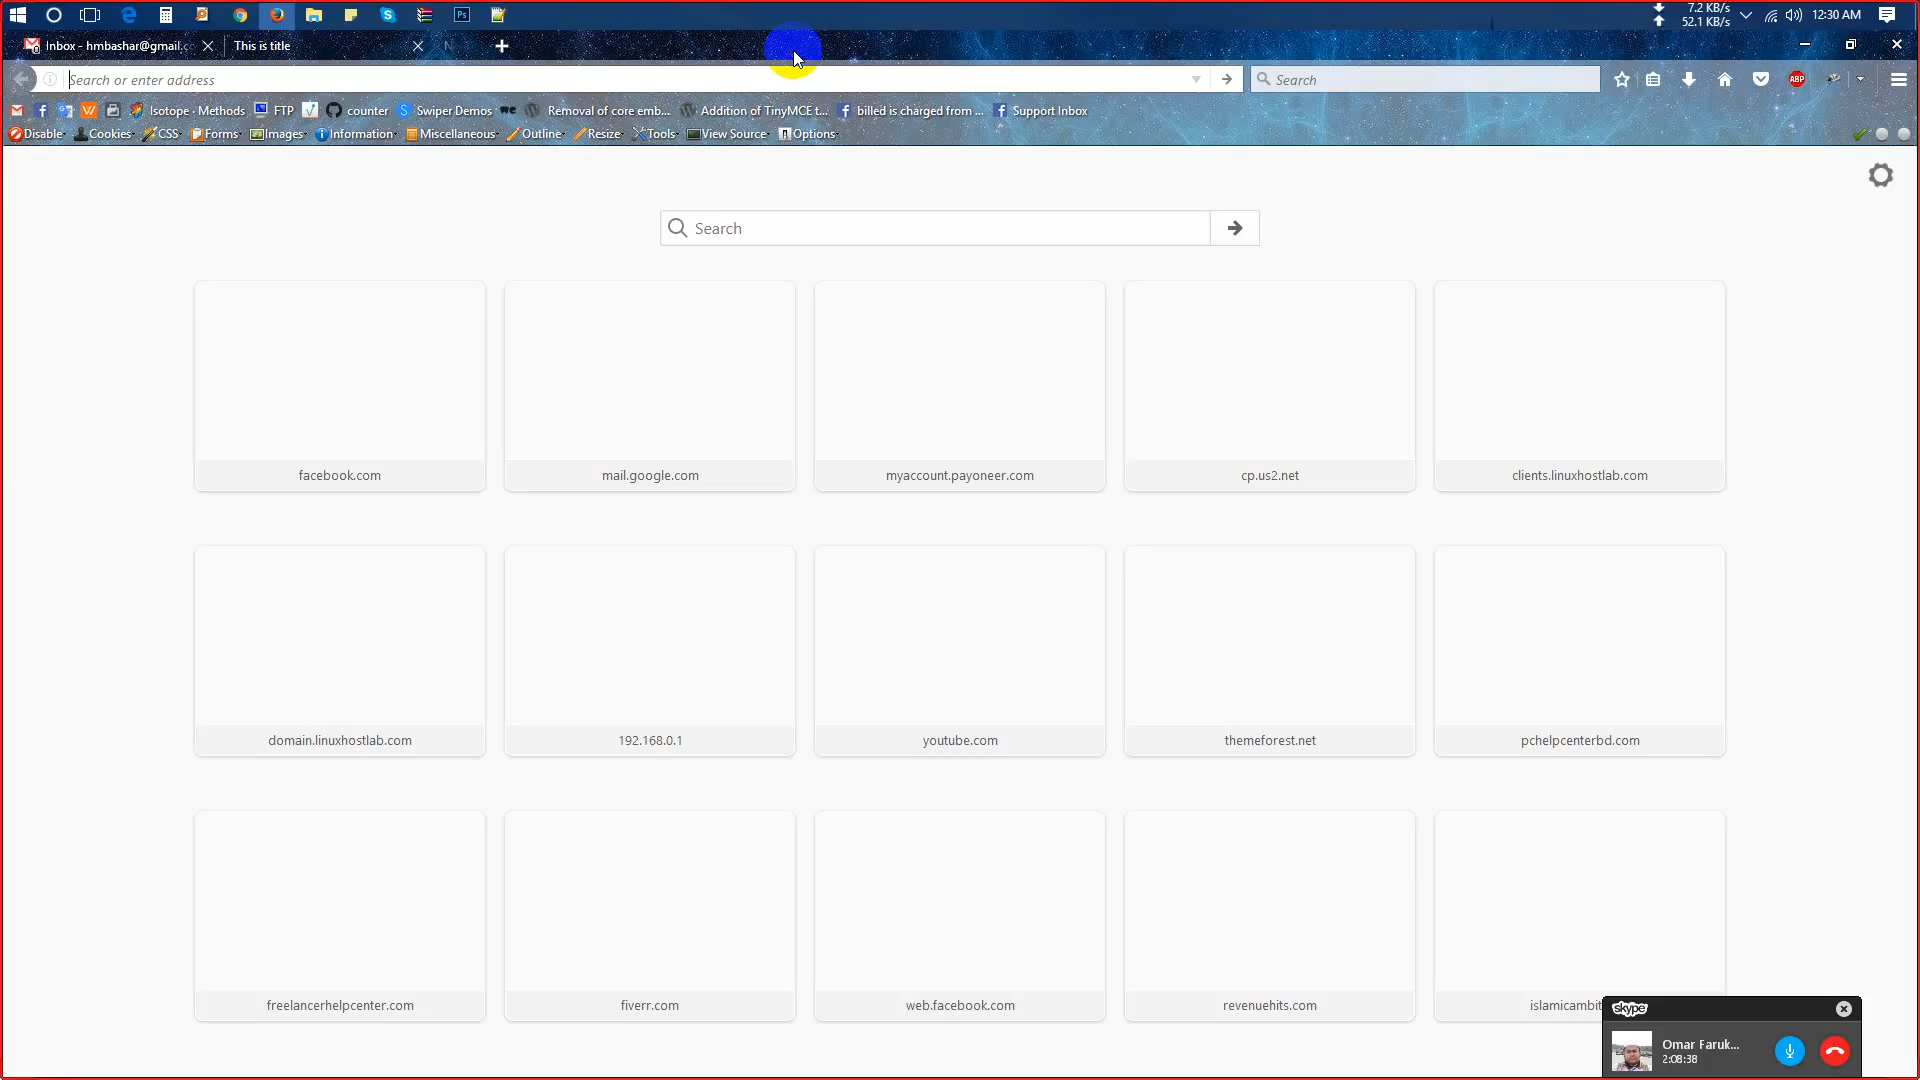 7.2 KB/s
52.1 KB/s
12:30 AM
Inbox - hmbashar@gmail.c
This is title
N
Search or enter address
Search
ABP
Isotope · Methods
FTP
counter
Swiper Demos
Removal of core emb...
Addition of TinyMCE t...
billed is charged from ...
Support Inbox
Disable
Cookies
CSS
Forms
Images
Information
Miscellaneous
Outline
Resize
Tools
View Source
Options
Search
facebook.com
mail.google.com
myaccount.payoneer.com
cp.us2.net
clients.linuxhostlab.com
domain.linuxhostlab.com
192.168.0.1
youtube.com
themeforest.net
pchelpcenterbd.com
freelancerhelpcenter.com
fiverr.com
web.facebook.com
revenuehits.com
islamicambit
skype
Omar Faruk...
2:08:38